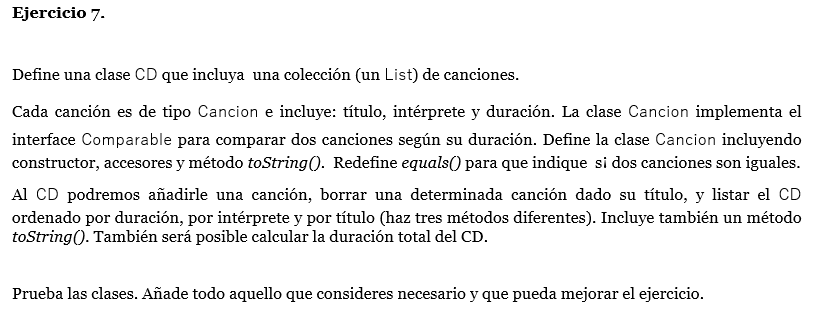 Ejercicio 7.
Define una clase CD que incluya una colección (un List) de canciones.
Cada canción es de tipo Cancion e incluye: título, intérprete y duración. La clase Cancion implementa el
interface Comparable para comparar dos canciones según su duración. Define la clase Cancion incluyendo
constructor, accesores y método toString(). Redefine equals() para que indique si dos canciones son iguales.
Al CD podremos añadirle una canción, borrar una determinada canción dado su título, y listar el CD
ordenado por duración, por intérprete y por título (haz tres métodos diferentes). Incluye también un método
toString(). También será posible calcular la duración total del CD.
Prueba las clases. Añade todo aquello que consideres necesario y que pueda mejorar el ejercicio.